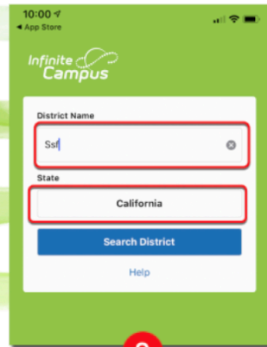 10:00
App Store
Infinite
Campus
District Name
Ssf
State
California
Search District
Help